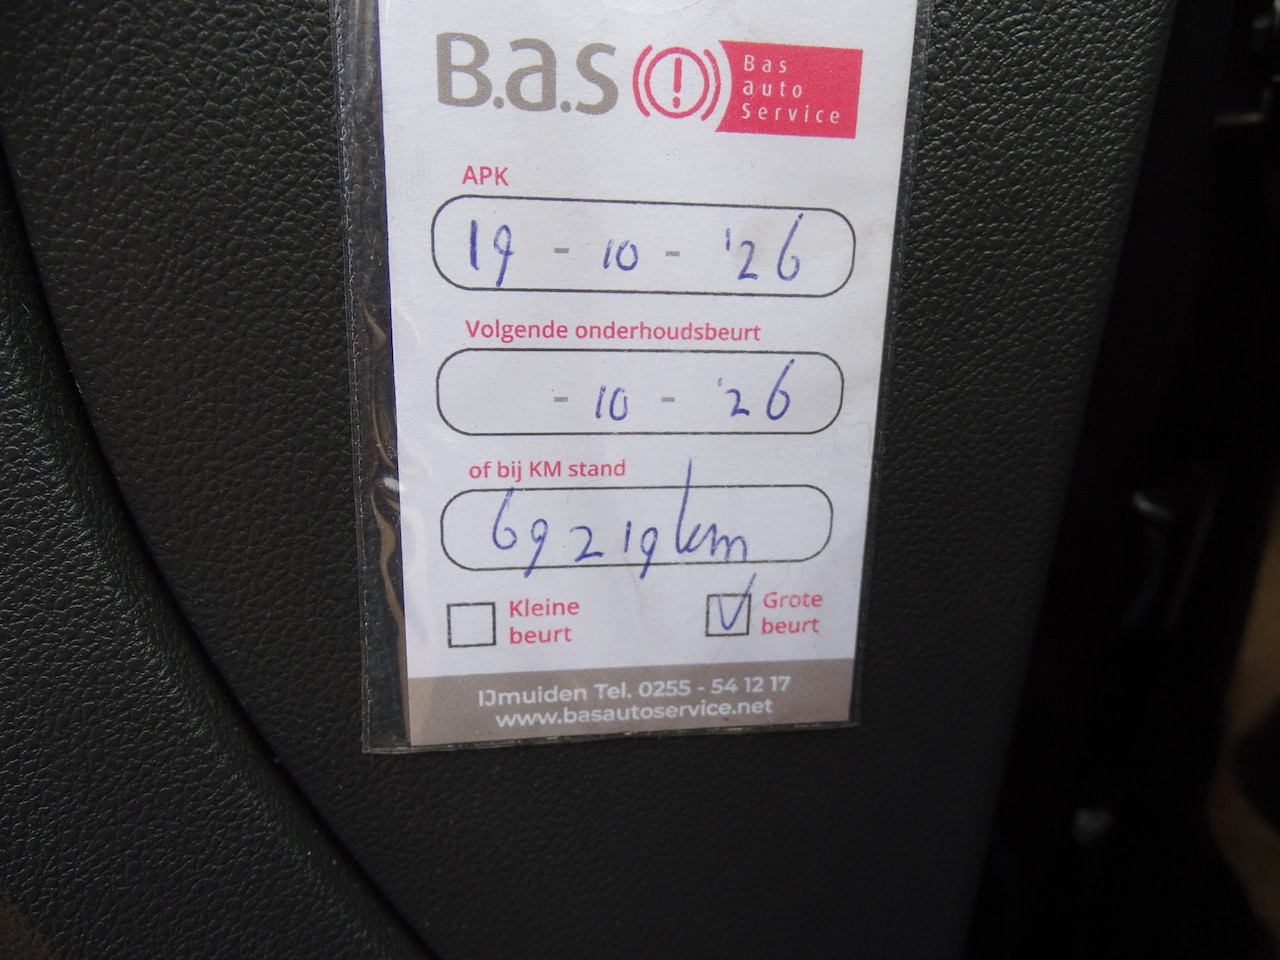 B.a.s Bas auto Service
APK
19 - 10 - '26
Volgende onderhoudsbeurt
- 10 - '26
of bij KM stand
69219km
Kleine beurt
Grote beurt
IJmuiden Tel. 0255 - 54 12 17
www.basautoservice.net